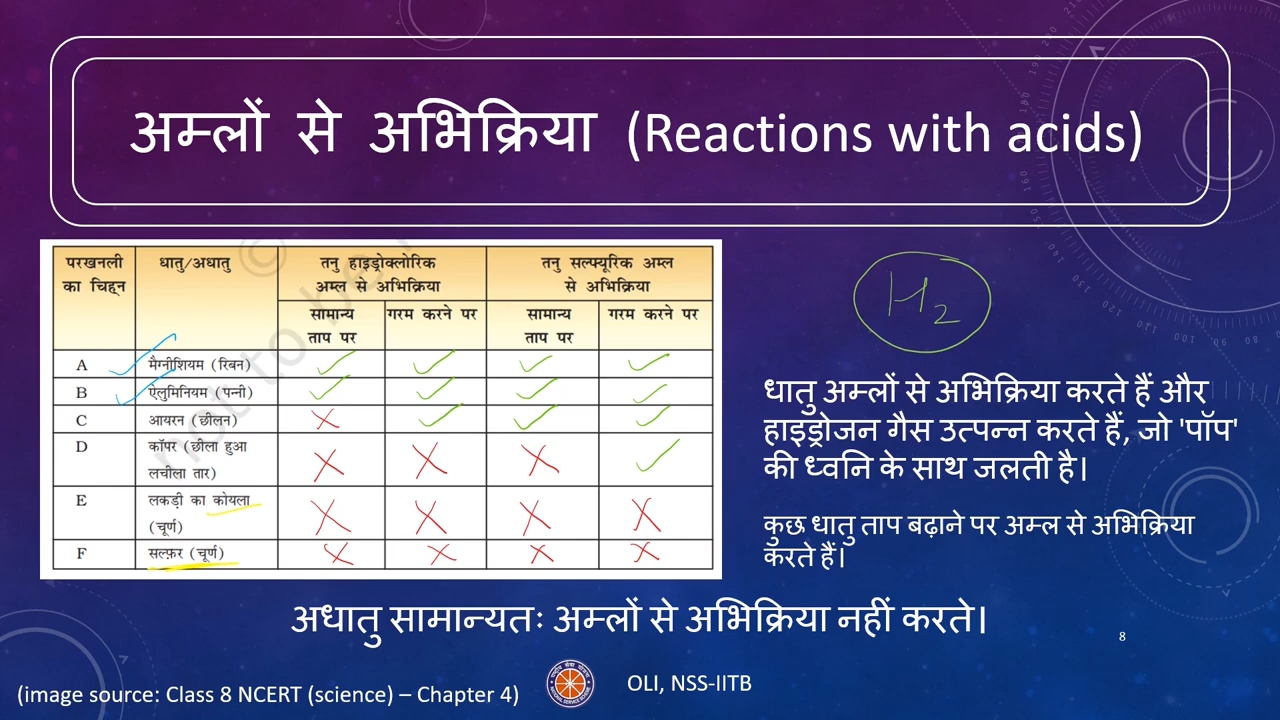 अम्लों से अभिक्रिया (Reactions with acids)
परखनली
का चिह्न
धातु/अधातु
तनु हाइड्रोक्लोरिक
अम्ल से अभिक्रिया
तनु सल्फ्यूरिक अम्ल
से अभिक्रिया
सामान्य
ताप पर
गरम करने पर
सामान्य
ताप पर
गरम करने पर
A मैग्नीशियम (रिबन)
B ऐलुमिनियम (पन्नी)
C आयरन (छीलन)
D कॉपर (छीला हुआ
लचीला तार)
E लकड़ी का कोयला
(चूर्ण)
F सल्फ़र (चूर्ण)
not to be
©
H2
धातु अम्लों से अभिक्रिया करते हैं और
हाइड्रोजन गैस उत्पन्न करते हैं, जो 'पॉप'
की ध्वनि के साथ जलती है।
कुछ धातु ताप बढ़ाने पर अम्ल से अभिक्रिया
करते हैं।
अधातु सामान्यतः अम्लों से अभिक्रिया नहीं करते।
8
(image source: Class 8 NCERT (science) – Chapter 4)
OLI, NSS-IITB